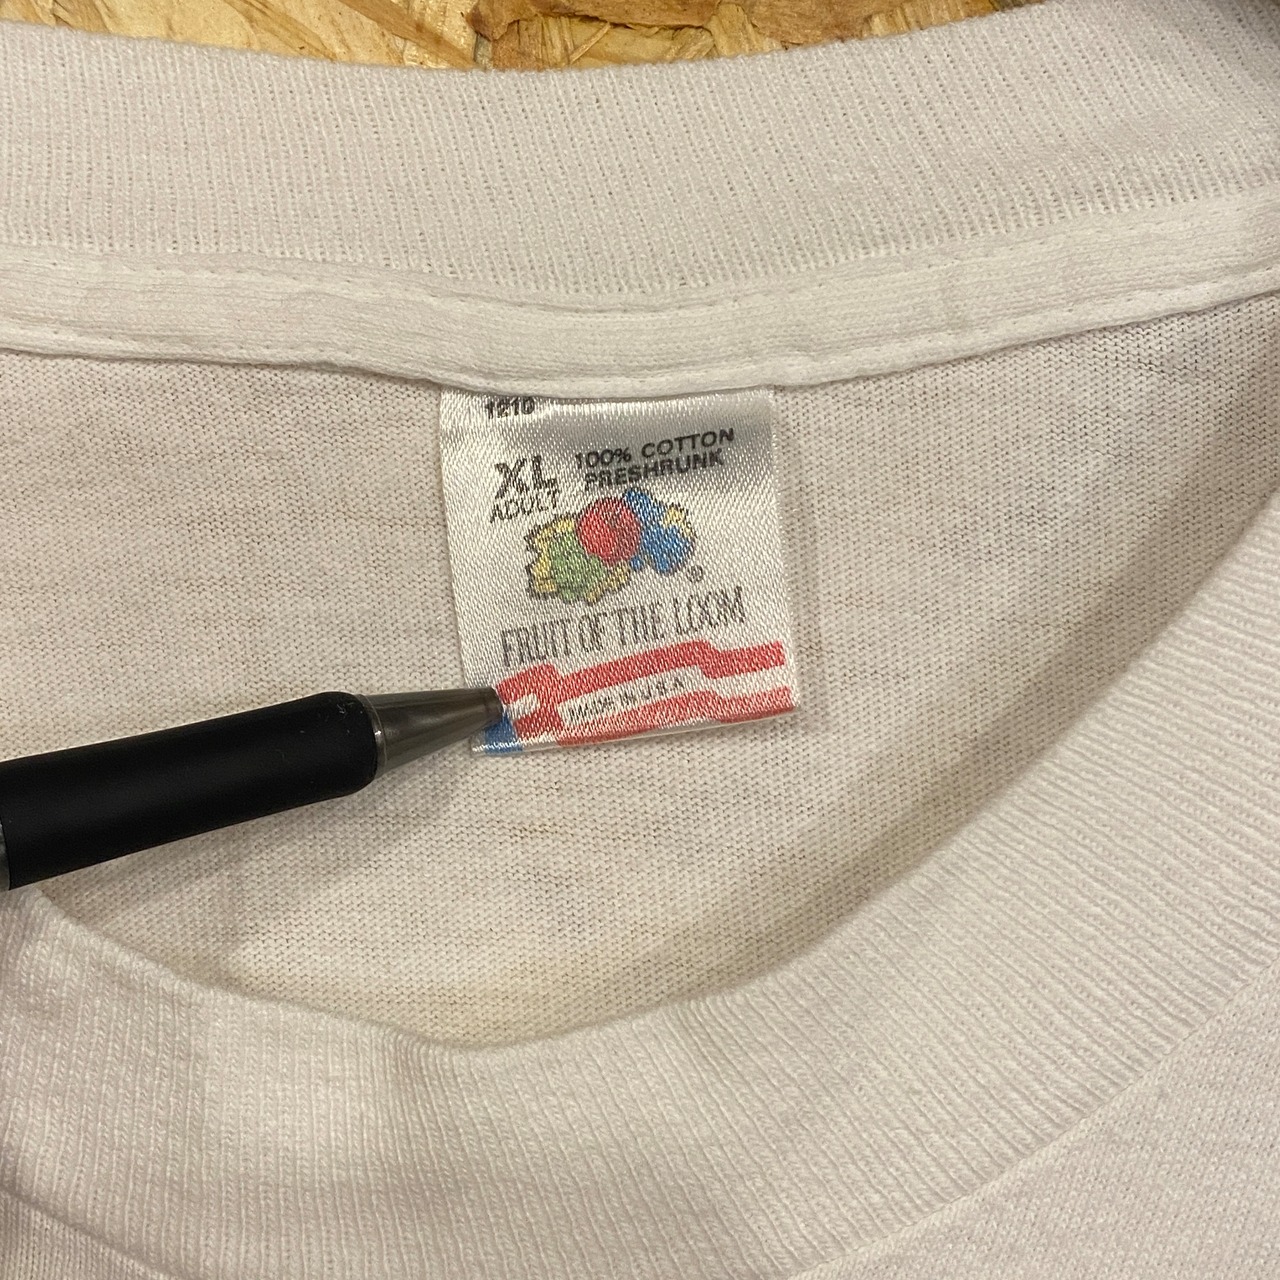 1210
XL
ADULT
100% COTTON
PRESHRUNK
®
FRUIT OF THE LOOM
MADE IN U.S.A.